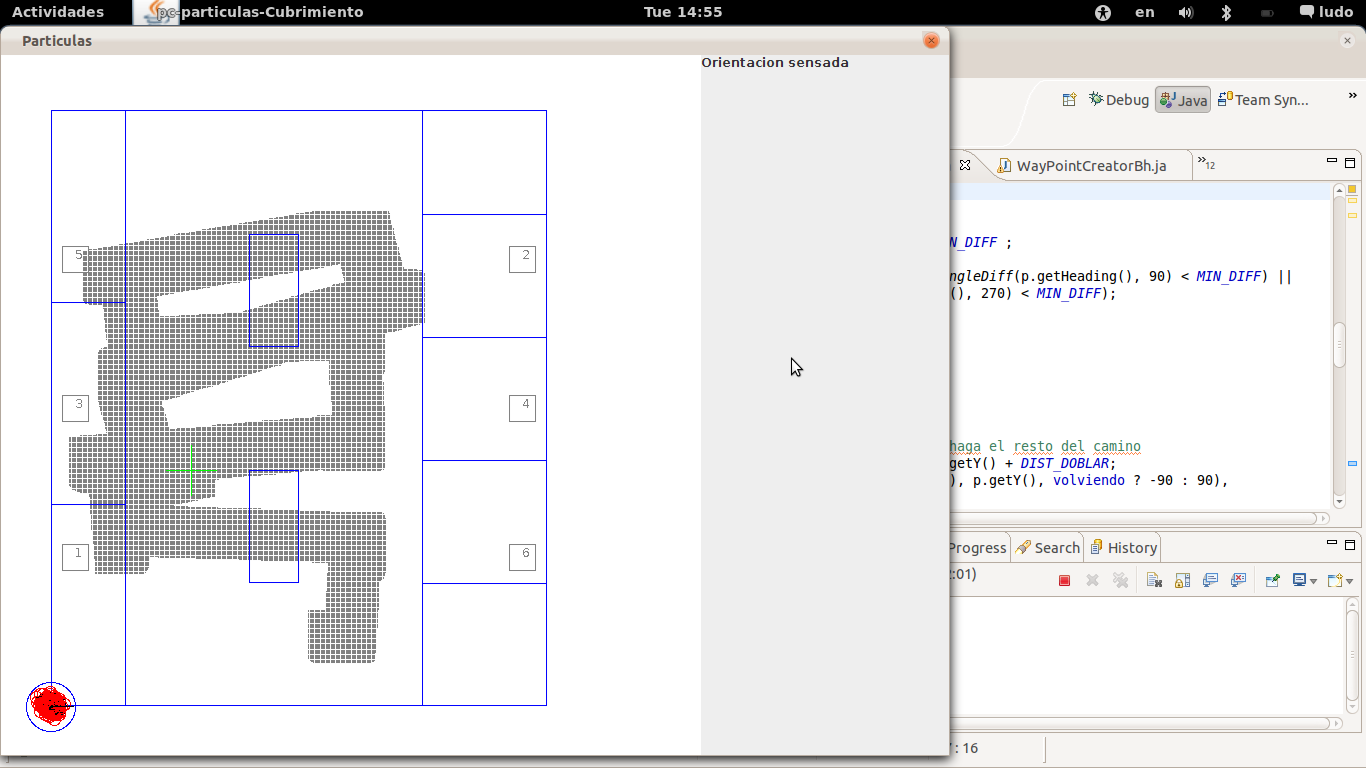 Actividades
pc-particulas-Cubrimiento
Tue 14:55
en
ludo
Particulas
Orientacion sensada
5
2
3
4
1
6
Debug
Java
Team Syn...
»
WayPointCreatorBh.ja
»12
N_DIFF ;
ngleDiff(p.getHeading(), 90) < MIN_DIFF) ||
(), 270) < MIN_DIFF);
haga el resto del camino
getY() + DIST_DOBLAR;
), p.getY(), volviendo ? -90 : 90),
Progress
Search
History
2:01)
: 16